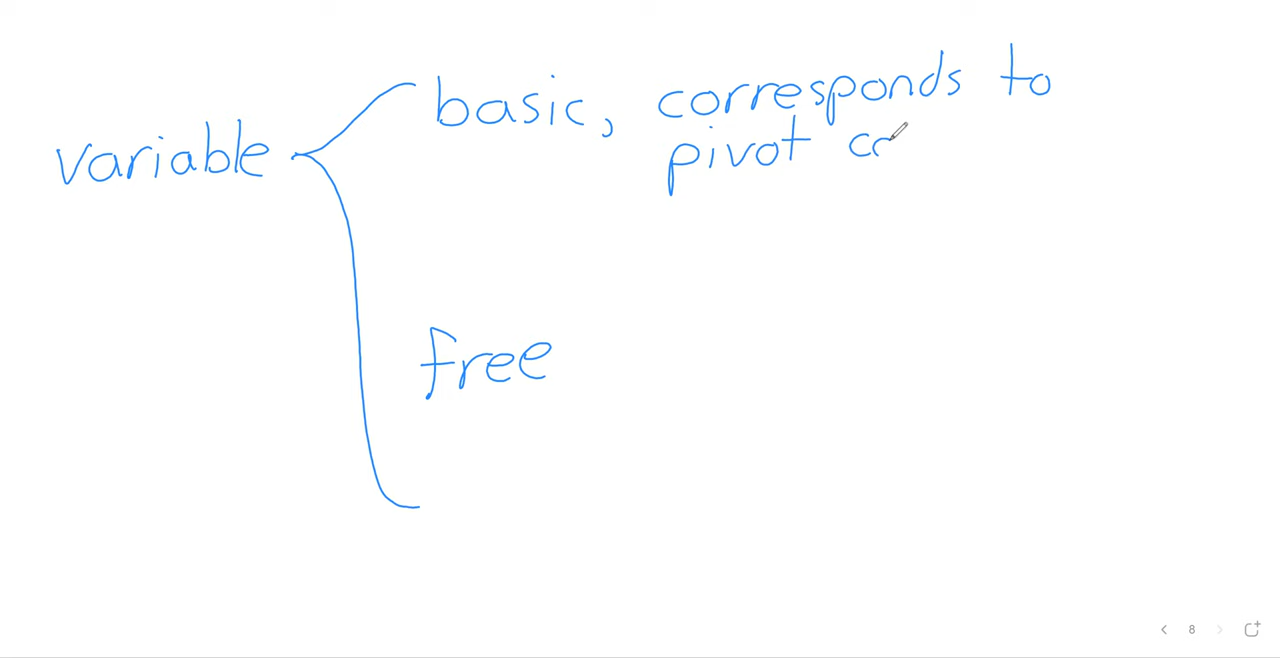 basic, corresponds to
variable
pivot
free
8